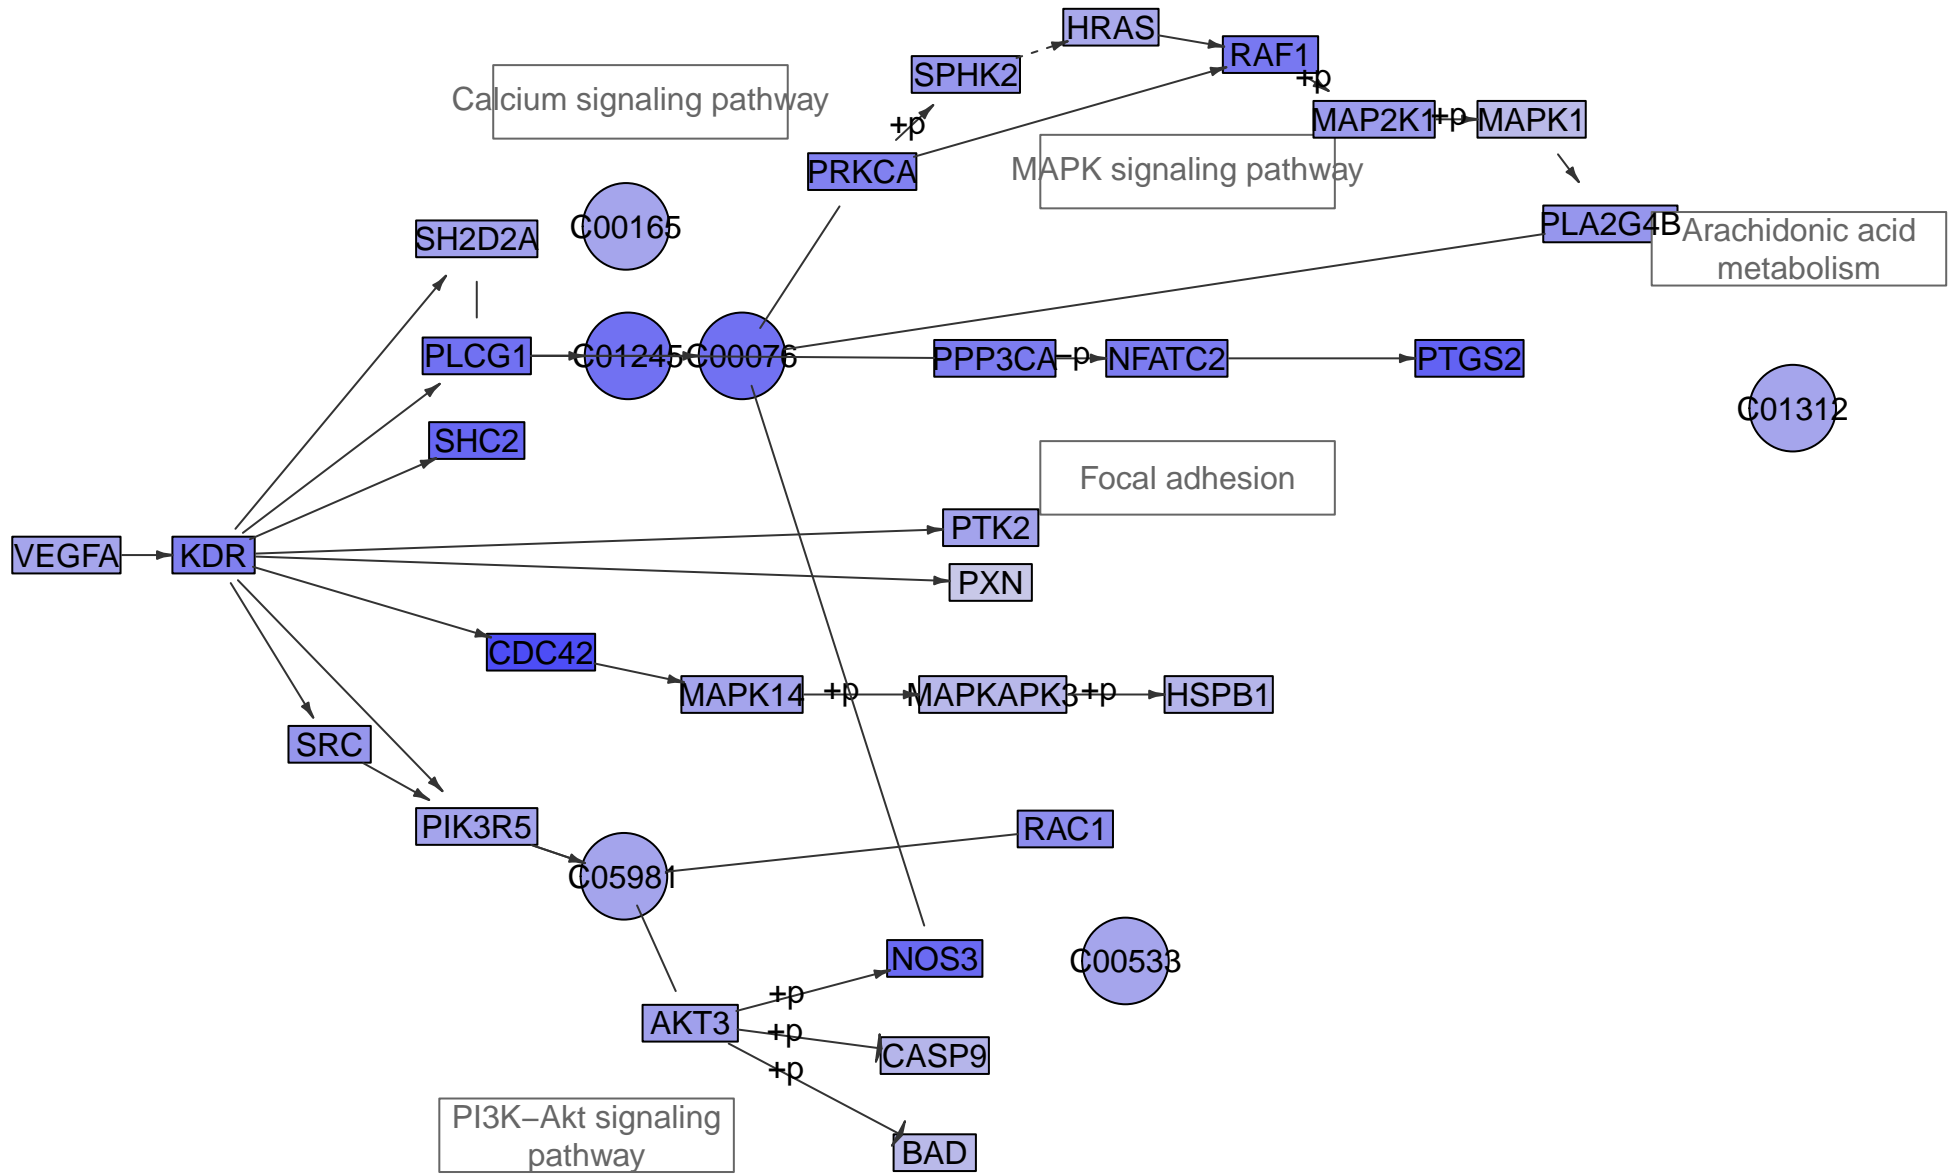 HRAS
RAF1
+p
SPHK2
Calcium signaling pathway
+p
MAP2K1
+p
MAPK1
PRKCA
MAPK signaling pathway
C00165
SH2D2A
PLA2G4B
Arachidonic acid
metabolism
PLCG1
C01245
C00076
PPP3CA
−p
NFATC2
PTGS2
C01312
SHC2
Focal adhesion
PTK2
VEGFA
KDR
PXN
CDC42
MAPK14
+p
MAPKAPK3
+p
HSPB1
SRC
PIK3R5
RAC1
C05981
NOS3
C00533
+p
AKT3
+p
CASP9
+p
PI3K−Akt signaling
pathway
BAD